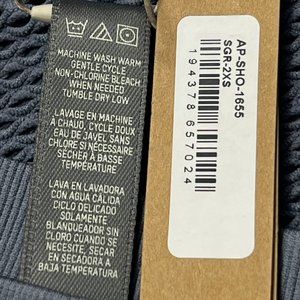 MACHINE WASH WARM
GENTLE CYCLE
NON-CHLORINE BLEACH
WHEN NEEDED
TUMBLE DRY LOW
LAVAGE EN MACHINE
À CHAUD, CYCLE DOUX
EAU DE JAVEL SANS
CHLORE SI NÉCESSAIRE
SÉCHER À BASSE
TEMPÉRATURE
LAVA EN LAVADORA
CON AGUA CÁLIDA
CICLO DELICADO
SOLAMENTE
BLANQUEADOR SIN
CLORO CUANDO SE
NECESITE, SECAR
EN SECADORA A
BAJA TEMPERATURA
AP-SHO-1655
SGR-2XS
194378657024